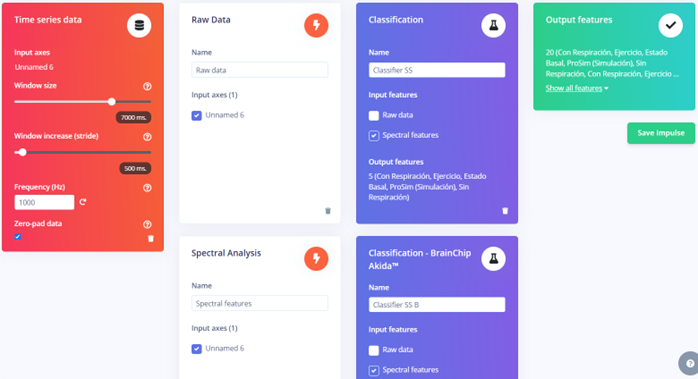 Time series data
Input axes
Unnamed 6
Window size
7000 ms.
Window increase (stride)
500 ms.
Frequency (Hz)
1000
Zero-pad data
Raw Data
Name
Raw data
Input axes (1)
Unnamed 6
Spectral Analysis
Name
Spectral features
Input axes (1)
Unnamed 6
Classification
Name
Classifier SS
Input features
Raw data
Spectral features
Output features
5 (Con Respiración, Ejercicio, Estado
Basal, ProSim (Simulación), Sin
Respiración)
Classification - BrainChip
Akida™
Name
Classifier SS B
Input features
Raw data
Spectral features
Output features
20 (Con Respiración, Ejercicio, Estado
Basal, ProSim (Simulación), Sin
Respiración, Con Respiración, Ejercicio ...
Show all features
Save Impulse